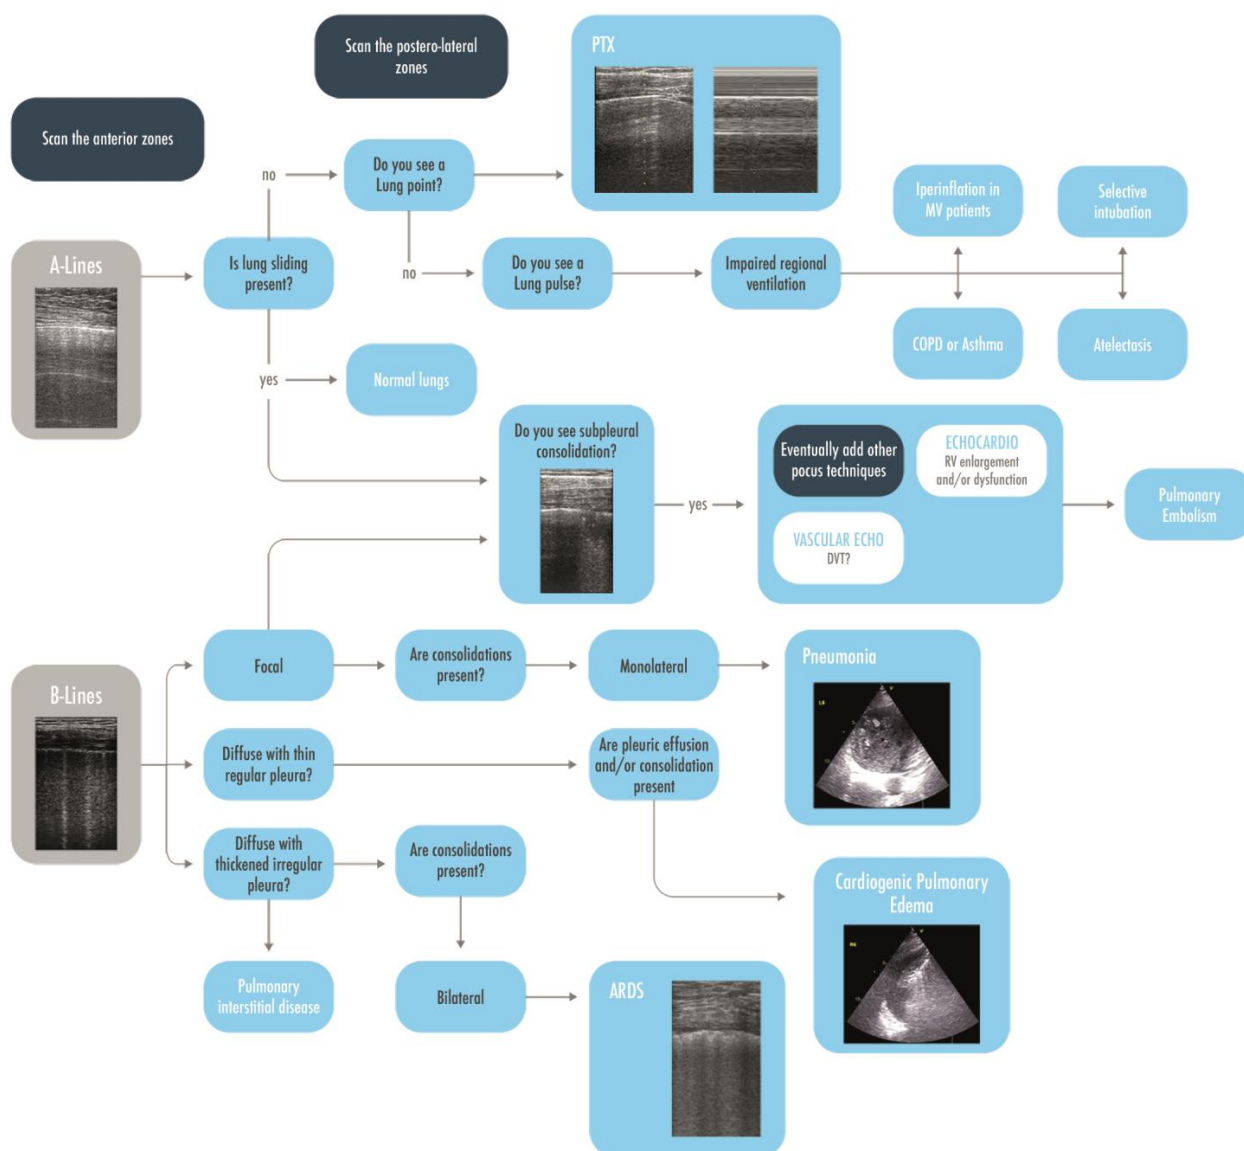 Scan the postero-lateral
zones
PTX
Scan the anterior zones
no
Do you see a
Lung point?
Iperinflation in
MV patients
Selective
intubation
A-Lines
Is lung sliding
present?
no
Do you see a
Lung pulse?
Impaired regional
ventilation
COPD or Asthma
Atelectasis
yes
Normal lungs
Do you see subpleural
consolidation?
yes
Eventually add other
pocus techniques
ECHOCARDIO
RV enlargement
and/or dysfunction
VASCULAR ECHO
DVT?
Pulmonary
Embolism
B-Lines
Focal
Are consolidations
present?
Monolateral
Pneumonia
Diffuse with thin
regular pleura?
Are pleuric effusion
and/or consolidation
present
Diffuse with
thickened irregular
pleura?
Are consolidations
present?
Cardiogenic Pulmonary
Edema
Pulmonary
interstitial disease
Bilateral
ARDS